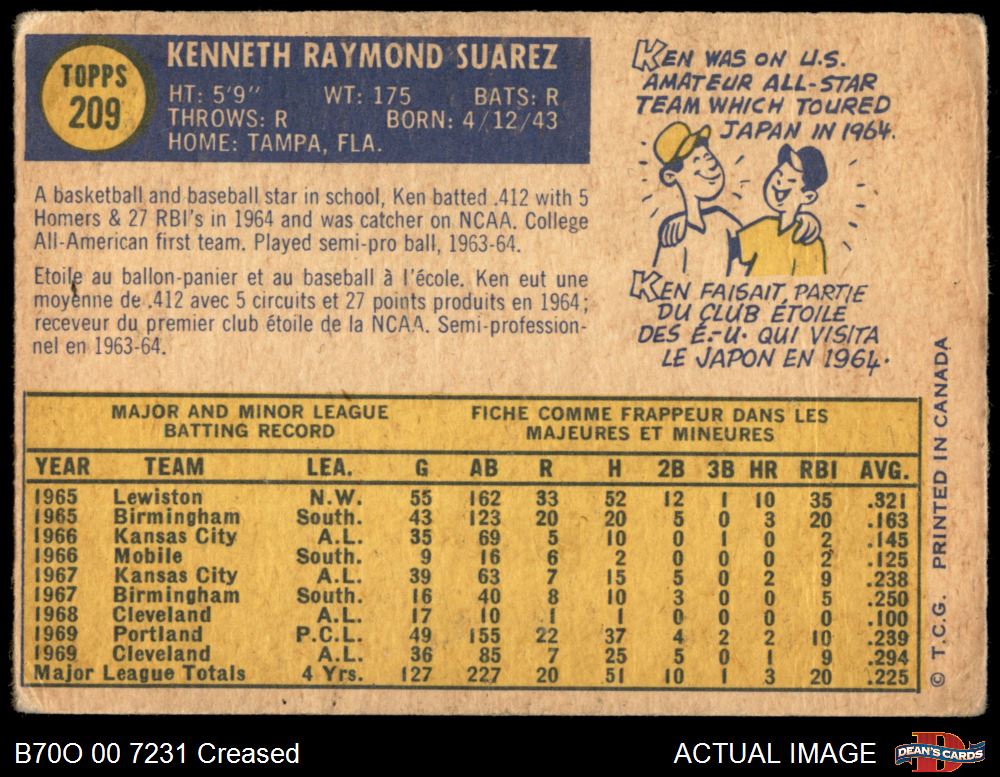 TOPPS
209
KENNETH RAYMOND SUAREZ
HT: 5'9" WT: 175 BATS: R
THROWS: R BORN: 4/12/43
HOME: TAMPA, FLA.
A basketball and baseball star in school, Ken batted .412 with 5
Homers & 27 RBI's in 1964 and was catcher on NCAA. College
All-American first team. Played semi-pro ball, 1963-64.
Etoile au ballon-panier et au baseball à l'école. Ken eut une
moyenne de .412 avec 5 circuits et 27 points produits en 1964;
receveur du premier club étoile de la NCAA. Semi-profession-
nel en 1963-64.
KEN WAS ON U.S.
AMATEUR ALL-STAR
TEAM WHICH TOURED
JAPAN IN 1964.
KEN FAISAIT PARTIE
DU CLUB ÉTOILE
DES É.-U. QUI VISITA
LE JAPON EN 1964.
MAJOR AND MINOR LEAGUE
BATTING RECORD
FICHE COMME FRAPPEUR DANS LES
MAJEURES ET MINEURES
YEAR TEAM LEA. G AB R H 2B 3B HR RBI AVG.
1965 Lewiston N.W. 55 162 33 52 12 1 10 35 .321
1965 Birmingham South. 43 123 20 20 5 0 3 20 .163
1966 Kansas City A.L. 35 69 5 10 0 1 0 2 .145
1966 Mobile South. 9 16 6 2 0 0 0 2 .125
1967 Kansas City A.L. 39 63 7 15 5 0 2 9 .238
1967 Birmingham South. 16 40 8 10 3 0 0 5 .250
1968 Cleveland A.L. 17 10 1 1 0 0 0 0 .100
1969 Portland P.C.L. 49 155 22 37 4 2 2 10 .239
1969 Cleveland A.L. 36 85 7 25 5 0 1 9 .294
Major League Totals 4 Yrs. 127 227 20 51 10 1 3 20 .225
© T.C.G. PRINTED IN CANADA
B70O 00 7231 Creased
ACTUAL IMAGE
DEAN'S CARDS